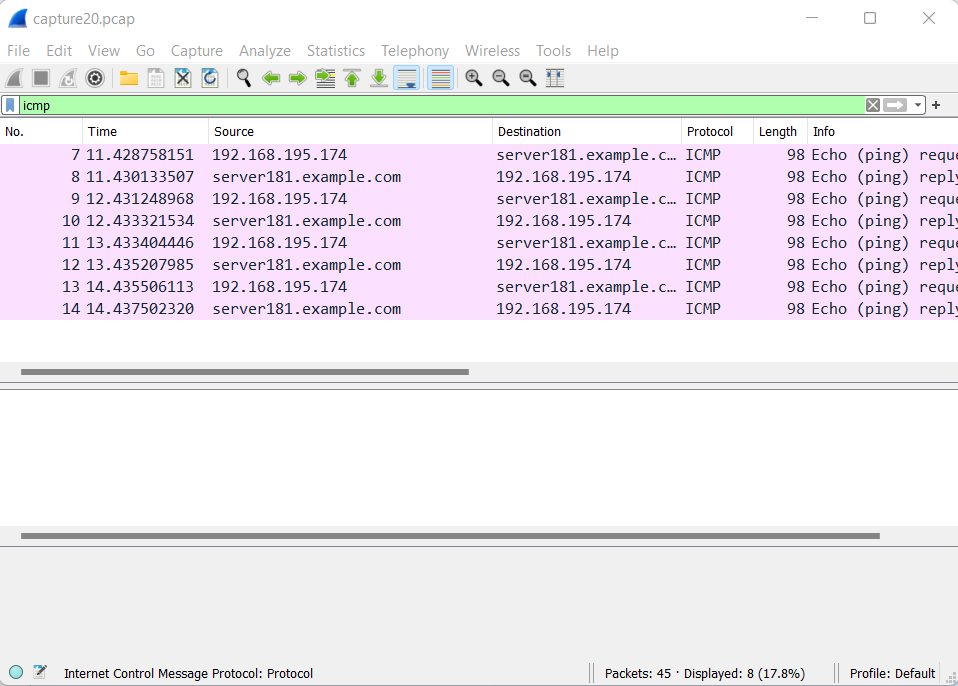 capture20.pcap
File Edit View Go Capture Analyze Statistics Telephony Wireless Tools Help
icmp
No. Time Source Destination Protocol Length Info
7 11.428758151 192.168.195.174 server181.example.c… ICMP 98 Echo (ping) reque
8 11.430133507 server181.example.com 192.168.195.174 ICMP 98 Echo (ping) reply
9 12.431248968 192.168.195.174 server181.example.c… ICMP 98 Echo (ping) reque
10 12.433321534 server181.example.com 192.168.195.174 ICMP 98 Echo (ping) reply
11 13.433404446 192.168.195.174 server181.example.c… ICMP 98 Echo (ping) reque
12 13.435207985 server181.example.com 192.168.195.174 ICMP 98 Echo (ping) reply
13 14.435506113 192.168.195.174 server181.example.c… ICMP 98 Echo (ping) reque
14 14.437502320 server181.example.com 192.168.195.174 ICMP 98 Echo (ping) reply
Internet Control Message Protocol: Protocol Packets: 45 · Displayed: 8 (17.8%) Profile: Default